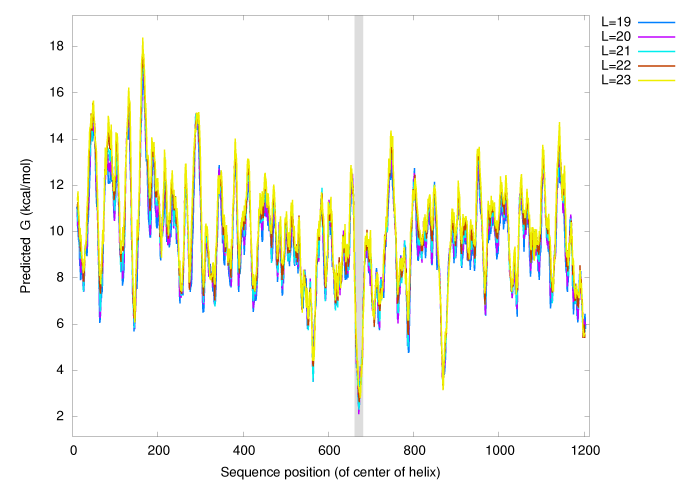 L=19
L=20
L=21
L=22
L=23
18
16
14
12
10
8
6
4
2
Predicted G (kcal/mol)
0 200 400 600 800 1000 1200
Sequence position (of center of helix)